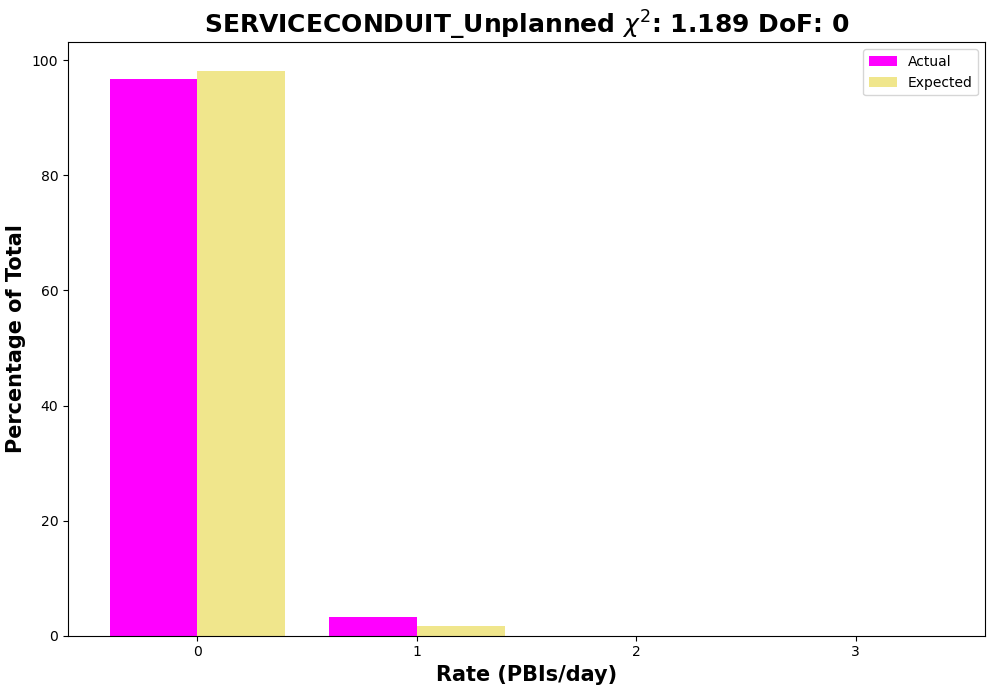 SERVICECONDUIT_Unplanned χ²: 1.189 DoF: 0
Actual
Expected
100
80
60
40
20
0
Percentage of Total
0 1 2 3
Rate (PBIs/day)